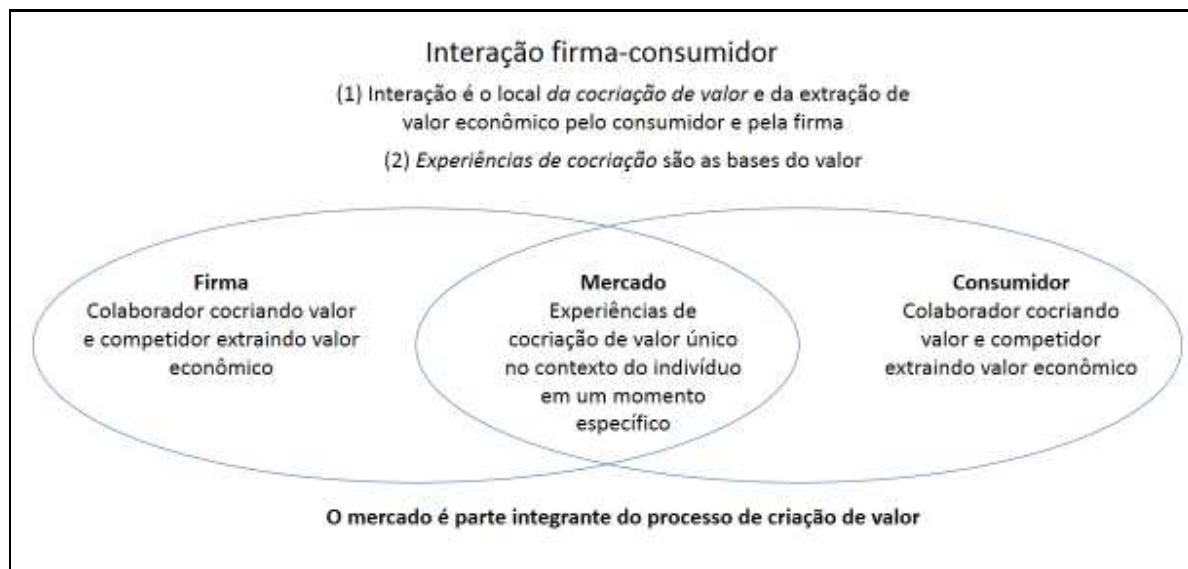 Interação firma-consumidor
(1) Interação é o local da cocriação de valor e da extração de
valor econômico pelo consumidor e pela firma
(2) Experiências de cocriação são as bases do valor
Firma
Colaborador cocriando valor
e competidor extraindo valor
econômico
Mercado
Experiências de
cocriação de valor único
no contexto do indivíduo
em um momento
específico
Consumidor
Colaborador cocriando
valor e competidor
extraindo valor econômico
O mercado é parte integrante do processo de criação de valor